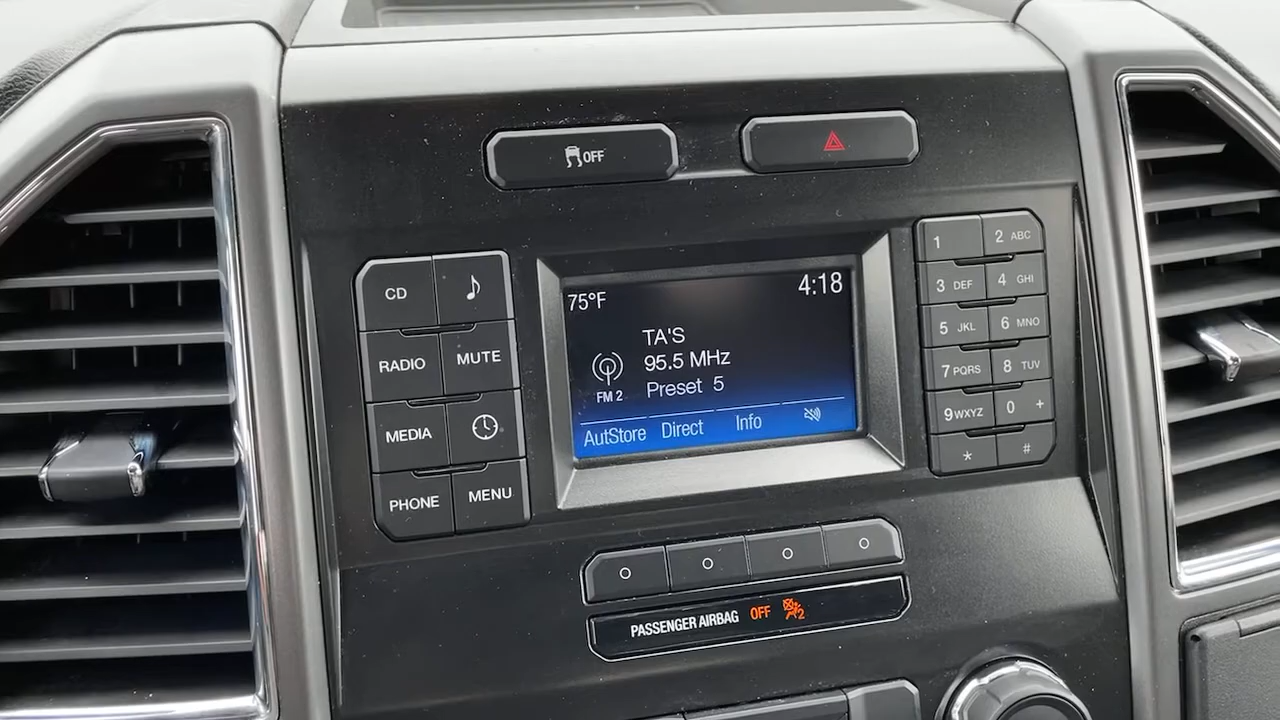 OFF
CD
RADIO MUTE
MEDIA
PHONE MENU
75°F 4:18
TA'S
95.5 MHz
FM 2 Preset 5
AutStore Direct Info
1 2 ABC
3 DEF 4 GHI
5 JKL 6 MNO
7 PQRS 8 TUV
9 WXYZ 0 +
* #
PASSENGER AIRBAG OFF 2